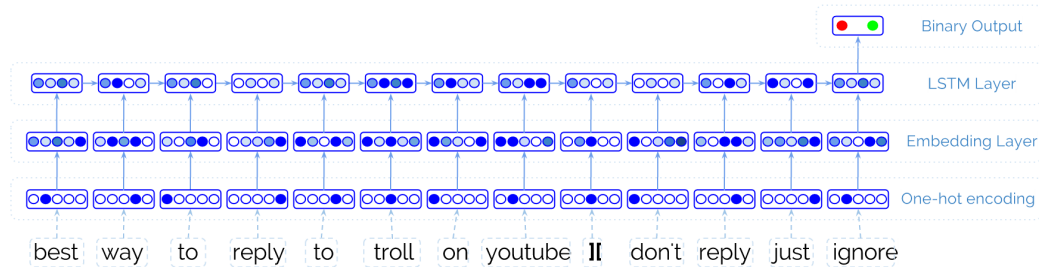 Binary Output
LSTM Layer
Embedding Layer
One-hot encoding
best way to reply to troll on youtube ][ don't reply just ignore